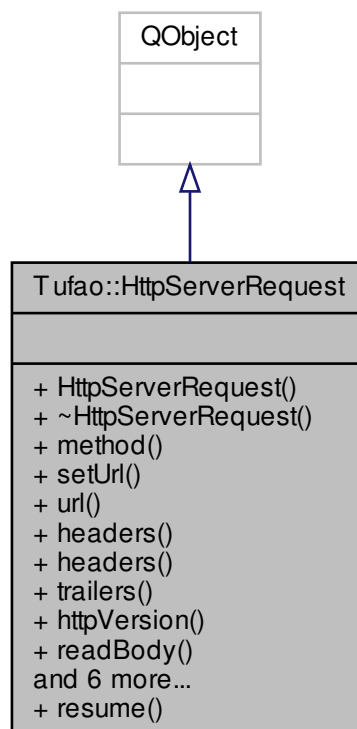 QObject
Tufao::HttpServerRequest
+ HttpServerRequest()
+ ~HttpServerRequest()
+ method()
+ setUrl()
+ url()
+ headers()
+ headers()
+ trailers()
+ httpVersion()
+ readBody()
and 6 more...
+ resume()